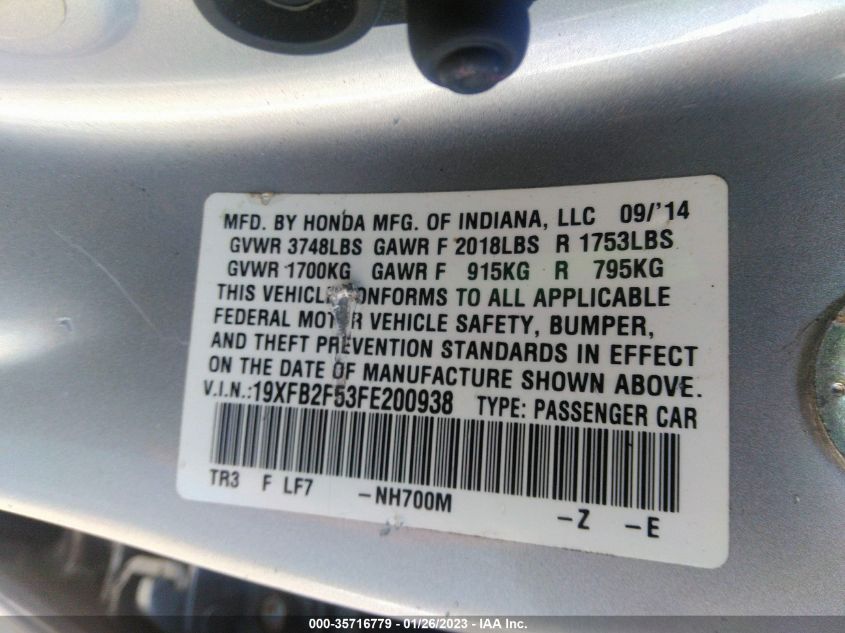 MFD. BY HONDA MFG. OF INDIANA, LLC 09/'14
GVWR 3748LBS GAWR F 2018LBS R 1753LBS
GVWR 1700KG GAWR F 915KG R 795KG
THIS VEHICLE CONFORMS TO ALL APPLICABLE
FEDERAL MOTOR VEHICLE SAFETY, BUMPER,
AND THEFT PREVENTION STANDARDS IN EFFECT
ON THE DATE OF MANUFACTURE SHOWN ABOVE.
V.I.N.:19XFB2F53FE200938 TYPE: PASSENGER CAR
TR3 F LF7 -NH700M -Z -E
000-35716779 — 01/26/2023 — IAA Inc.